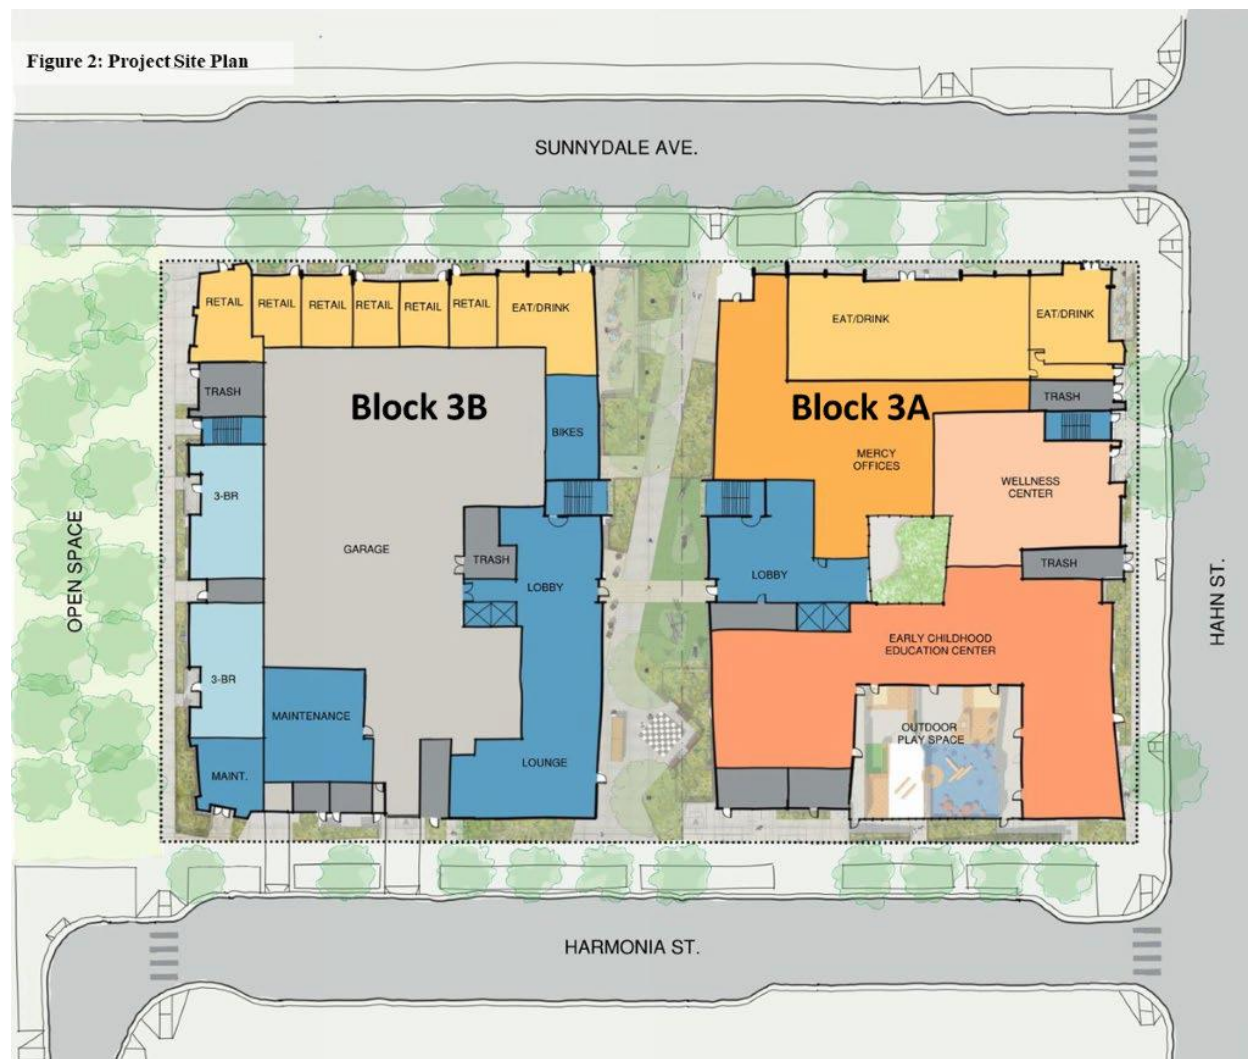 Figure 2: Project Site Plan
SUNNYDALE AVE.
RETAIL
RETAIL
RETAIL
RETAIL
RETAIL
RETAIL
EAT/DRINK
EAT/DRINK
EAT/DRINK
TRASH
Block 3B
BIKES
Block 3A
TRASH
MERCY
OFFICES
WELLNESS
CENTER
3-BR
OPEN SPACE
GARAGE
TRASH
LOBBY
LOBBY
TRASH
HAHN ST.
EARLY CHILDHOOD
EDUCATION CENTER
3-BR
MAINTENANCE
OUTDOOR
PLAY SPACE
MAINT.
LOUNGE
HARMONIA ST.